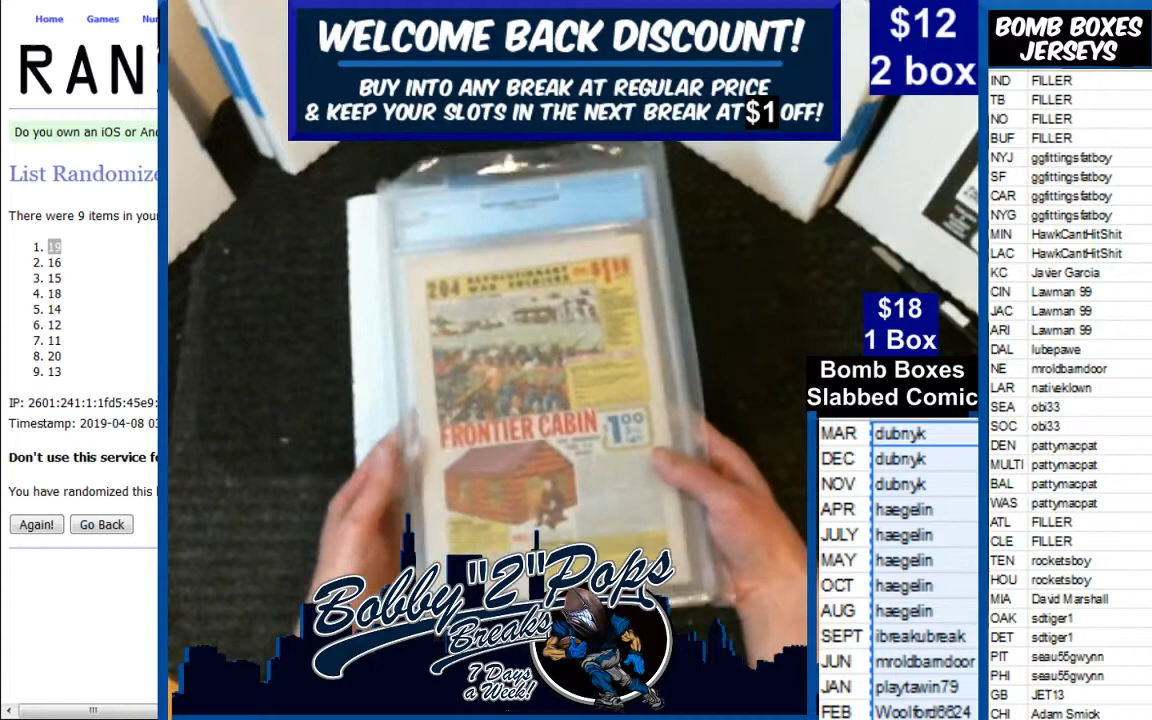 Home Games
RAN
Do you own an iOS or
List Randomize
There were 9 items in your
1. 19
2. 16
3. 15
4. 18
5. 14
6. 12
7. 11
8. 20
9. 13
IP: 2601:241:1:1fd5:45e9:
Timestamp: 2019-04-08
Don't use this service
You have randomized this
Again! Go Back
WELCOME BACK DISCOUNT!
BUY INTO ANY BREAK AT REGULAR PRICE
& KEEP YOUR SLOTS IN THE NEXT BREAK AT $1 OFF!
$12
2 box
204 REVOLUTIONARY
WAR SOLDIERS
FRONTIER CABIN
$1.00
Bobby "2" Pops
Breaks
7 Days
a Week!
$18
1 Box
Bomb Boxes
Slabbed Comic
MAR dubnyk
DEC dubnyk
NOV dubnyk
APR haegelin
JULY haegelin
MAY haegelin
OCT haegelin
AUG haegelin
SEPT ibreakubreak
JUN mroldbarndoor
JAN playtawin79
FEB Woolford6624
BOMB BOXES
JERSEYS
IND FILLER
TB FILLER
NO FILLER
BUF FILLER
NYJ ggfittingsfatboy
SF ggfittingsfatboy
CAR ggfittingsfatboy
NYG ggfittingsfatboy
MIN HawkCantHitShit
LAC HawkCantHitShit
KC Javier Garcia
CIN Lawman 99
JAC Lawman 99
ARI Lawman 99
DAL lubepawe
NE mroldbarndoor
LAR nativeklown
SEA obi33
SOC obi33
DEN pattymacpat
MULTI pattymacpat
BAL pattymacpat
WAS pattymacpat
ATL FILLER
CLE FILLER
TEN rocketsboy
HOU rocketsboy
MIA David Marshall
OAK sdtiger1
DET sdtiger1
PIT seau55gwynn
PHI seau55gwynn
GB JET13
CHI Adam Smick